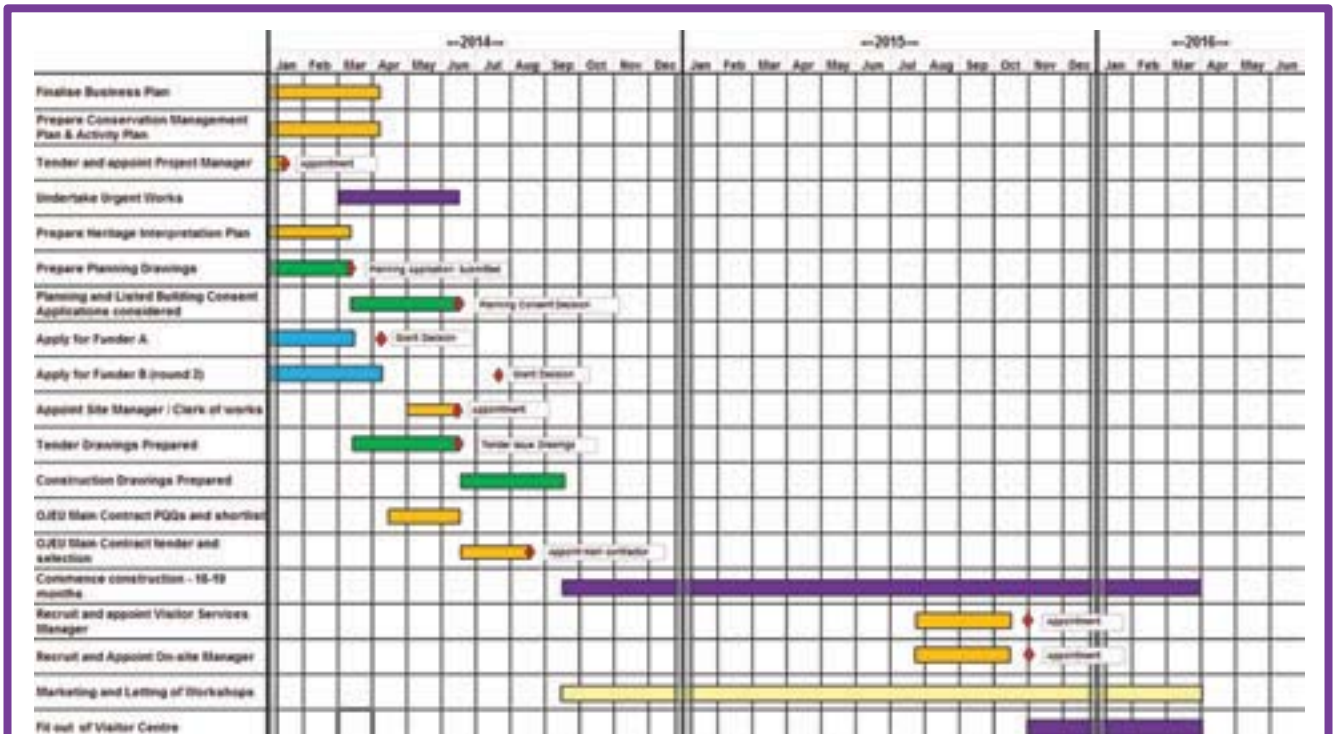 ---2014---
---2015---
---2016---
Jan Feb Mar Apr May Jun Jul Aug Sep Oct Nov Dec Jan Feb Mar Apr May Jun Jul Aug Sep Oct Nov Dec Jan Feb Mar Apr May Jun
Finalise Business Plan
Prepare Conservation Management
Plan & Activity Plan
Tender and appoint Project Manager
appointment
Undertake Urgent Works
Prepare Heritage Interpretation Plan
Prepare Planning Drawings
Planning application submitted
Planning and Listed Building Consent
Applications considered
Planning Consent Decision
Apply for Funder A
Grant Decision
Apply for Funder B (round 2)
Grant Decision
Appoint Site Manager / Clerk of works
appointment
Tender Drawings Prepared
Tender Issue Drawings
Construction Drawings Prepared
OJEU Main Contract PQQs and shortlist
OJEU Main Contract tender and
selection
appoint main contractor
Commence construction - 16-19
months
Recruit and appoint Visitor Services
Manager
appointment
Recruit and Appoint On-site Manager
appointment
Marketing and Letting of Workshops
Fit out of Visitor Centre